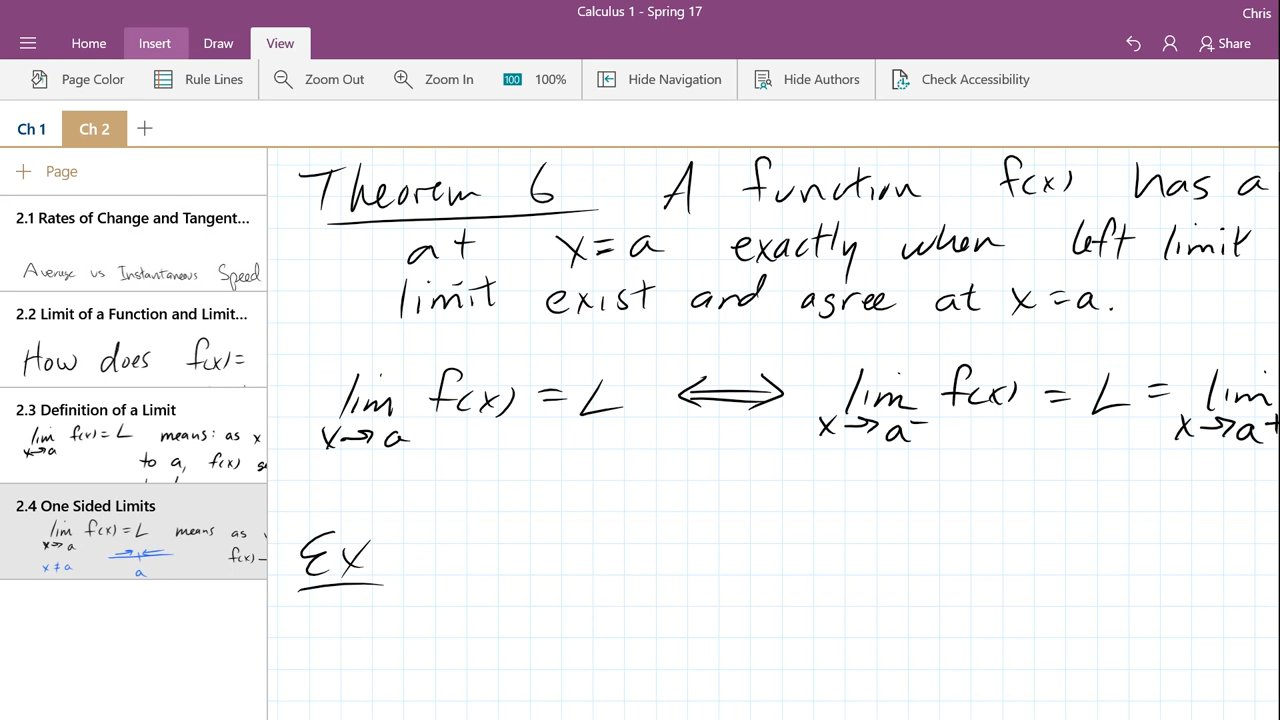 Calculus 1 - Spring 17
Chris
Home Insert Draw View
Share
Page Color Rule Lines Zoom Out Zoom In 100 100% Hide Navigation Hide Authors Check Accessibility
Ch 1 Ch 2 +
+ Page
2.1 Rates of Change and Tangent...
Average vs Instantaneous Speed
2.2 Limit of a Function and Limit...
How does f(x)=
2.3 Definition of a Limit
lim f(x) = L means: as x
x→a
to a, f(x)
2.4 One Sided Limits
lim f(x) = L means as
x→a
f(x)
x≠a
a
Theorem 6 A function f(x) has a
at x=a exactly when left limit
limit exist and agree at x=a.
lim f(x) = L ⟺ lim f(x) = L = lim
x→a x→a⁻ x→a⁺
Ex